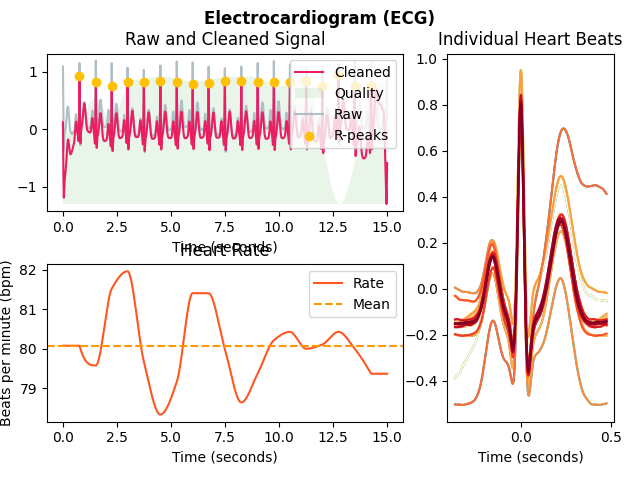 Electrocardiogram (ECG)
Raw and Cleaned Signal
Individual Heart Beats
1
0
−1
Cleaned
Quality
Raw
R-peaks
0.0 2.5 5.0 7.5 10.0 12.5 15.0
Time (seconds)
Heart Rate
Beats per minute (bpm)
82
81
80
79
Rate
Mean
0.0 2.5 5.0 7.5 10.0 12.5 15.0
Time (seconds)
1.0
0.8
0.6
0.4
0.2
0.0
−0.2
−0.4
0.0 0.5
Time (seconds)